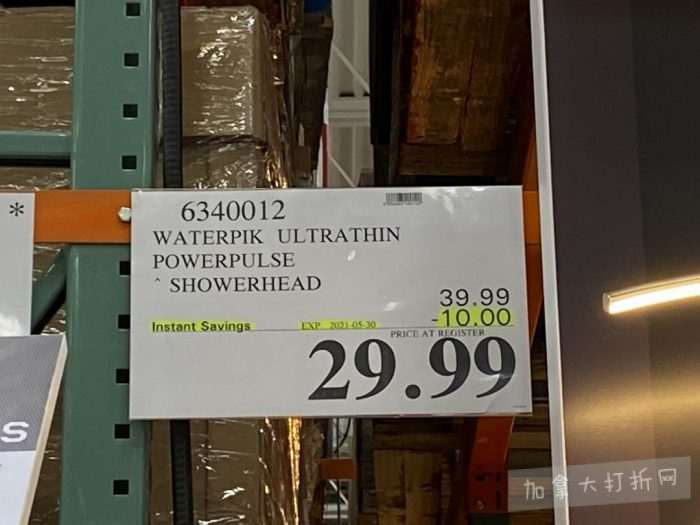 *
6340012
WATERPIK ULTRATHIN
POWERPULSE
^ SHOWERHEAD
39.99
Instant Savings EXP. 2021-05-30 -10.00
PRICE AT REGISTER
29.99
S
加拿大打折网